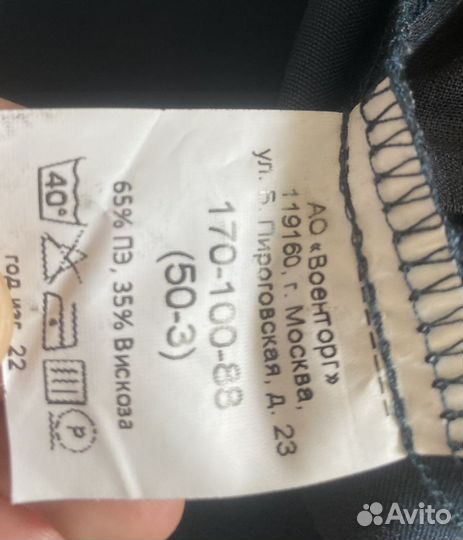 АО «Военторг»
119160, г. Москва,
ул. Б. Пироговская, д. 23
170-100-88
(50-3)
65% ПЭ, 35% Вискоза
40°
P
год изг. 22
Avito